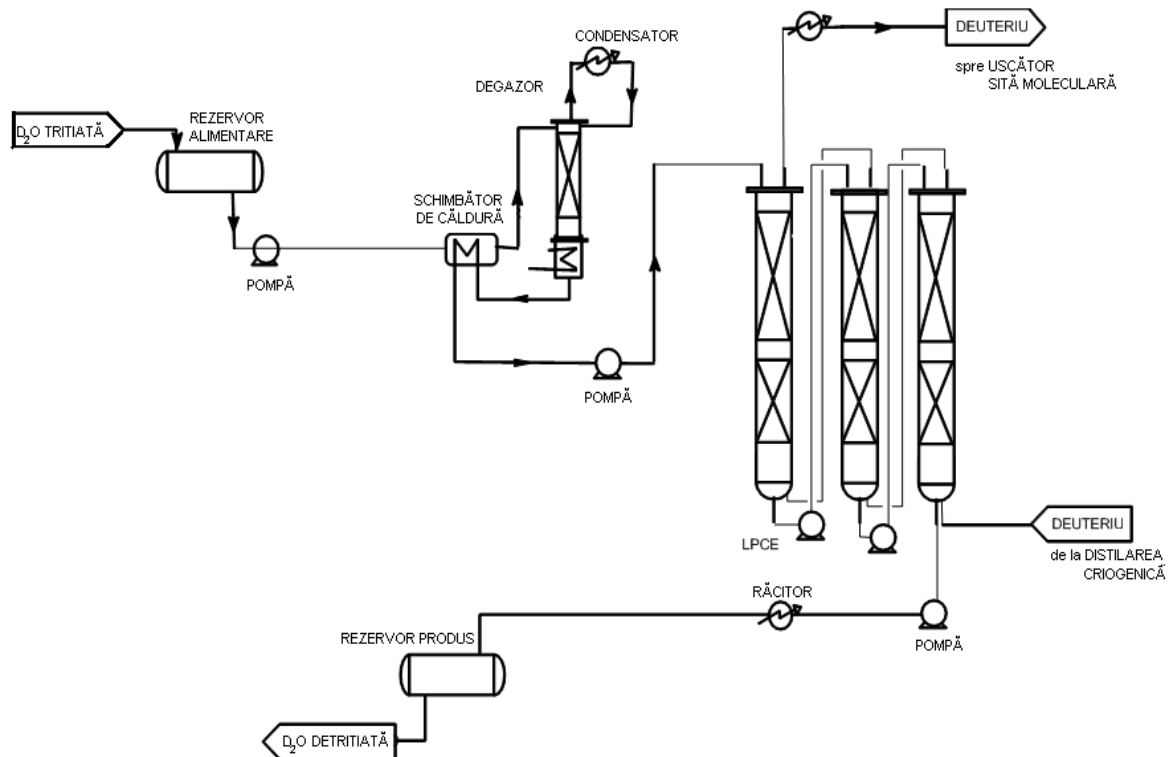 CONDENSATOR
DEUTERIU
spre USCĂTOR
SITĂ MOLECULARĂ
DEGAZOR
REZERVOR
ALIMENTARE
D₂O TRITIATĂ
SCHIMBĂTOR
DE CĂLDURĂ
POMPĂ
POMPĂ
LPCE
DEUTERIU
de la DISTILAREA
CRIOGENICĂ
RĂCITOR
REZERVOR PRODUS
POMPĂ
D₂O DETRITIATĂ